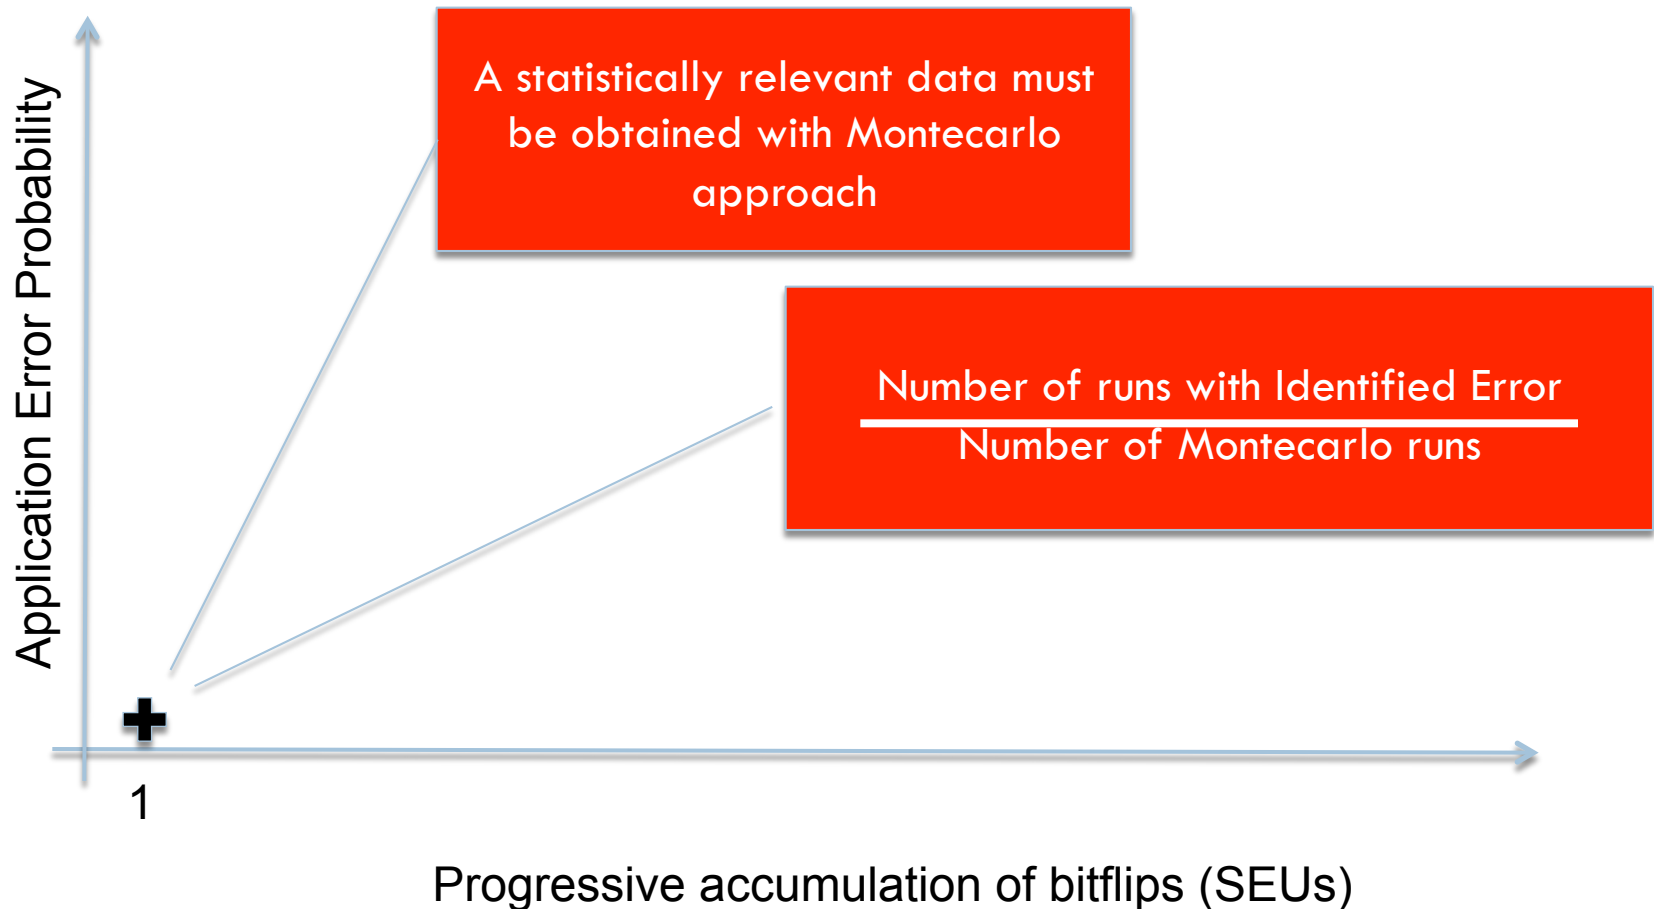 Application Error Probability
A statistically relevant data must
be obtained with Montecarlo
approach
Number of runs with Identified Error
Number of Montecarlo runs
1
Progressive accumulation of bitflips (SEUs)